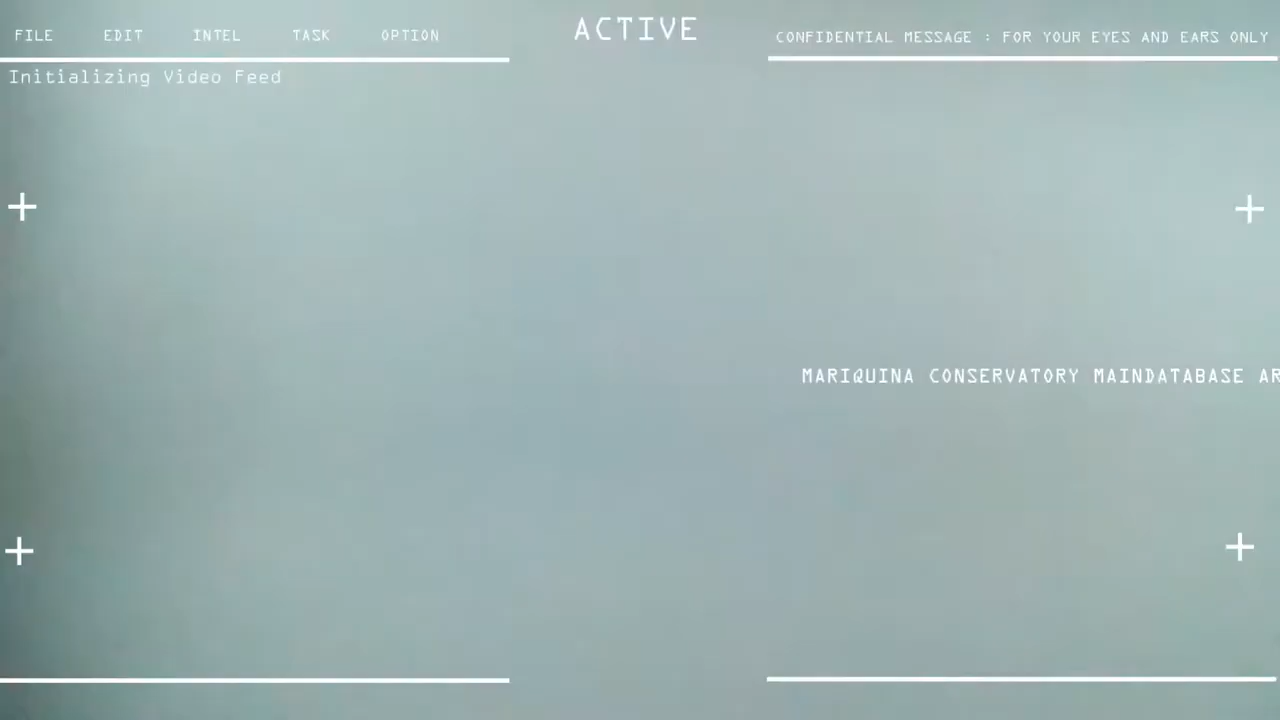 FILE EDIT INTEL TASK OPTION
ACTIVE
CONFIDENTIAL MESSAGE : FOR YOUR EYES AND EARS ONLY
Initializing Video Feed
MARIQUINA CONSERVATORY MAINDATABASE AR